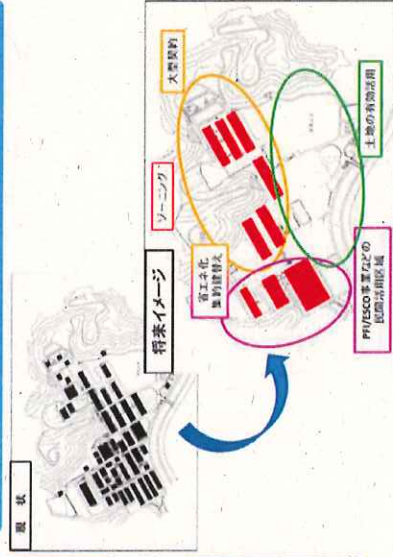 現状
将来イメージ
ゾーニング
大型契約
省エネ化
集約建替え
土地の有効活用
PFI/ESCO事業などの
民間活用区域